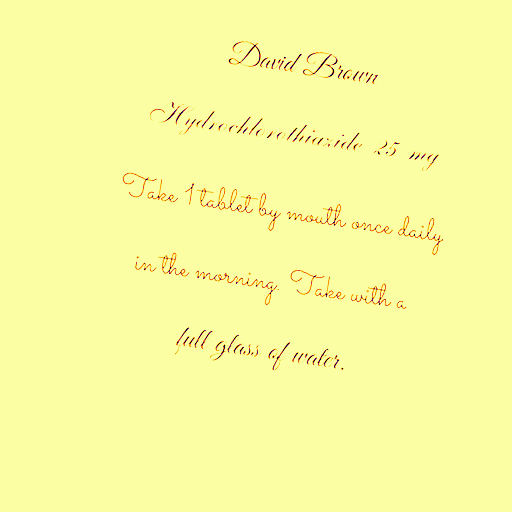 David Brown
Hydrochlorothiazide 25 mg
Take 1 tablet by mouth once daily
in the morning. Take with a
full glass of water.